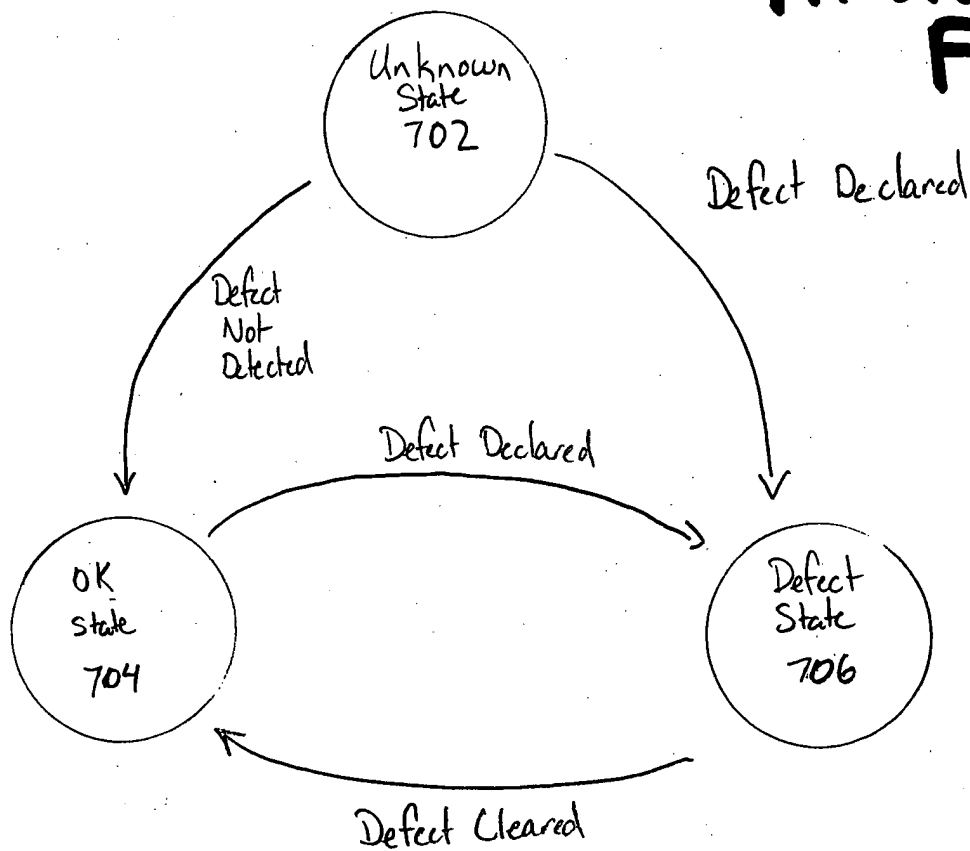 Unknown
State
702
Defect Declared
Defect
Not
Detected
Defect Declared
OK
state
704
Defect
State
706
Defect Cleared